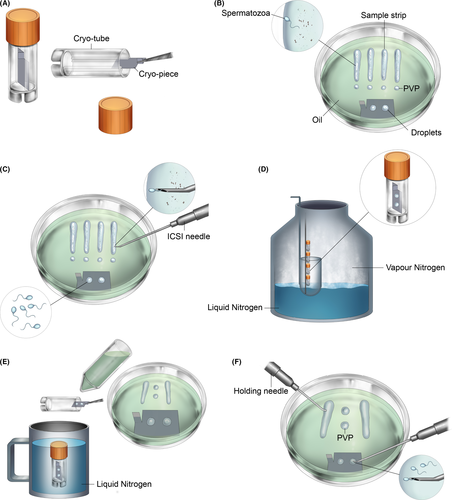 (A)
Cryo-tube
Cryo-piece
(B)
Spermatozoa
Sample strip
PVP
Oil
Droplets
(C)
ICSI needle
(D)
Vapour Nitrogen
Liquid Nitrogen
(E)
Liquid Nitrogen
(F)
Holding needle
PVP